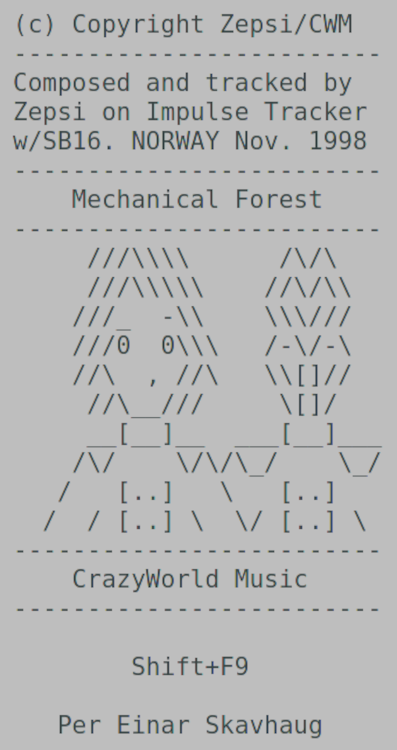 (c) Copyright Zepsi/CWM
-------------------------
Composed and tracked by
Zepsi on Impulse Tracker
w/SB16. NORWAY Nov. 1998
-------------------------
    Mechanical Forest
-------------------------
     ///\\\\      /\/\
     ///\\\\\    //\/\\
    ///_  -\\    \\\///
    ///0  0\\\   /-\/-\
    //\  , //\   \\[]//
     //\__///     \[]/
     __[__]__  ___[__]___
    /\/    \/\/\_/    \_/
   /   [..]   \   [..]
  /  / [..] \  \/ [..] \
-------------------------
    CrazyWorld Music
-------------------------
        Shift+F9
   Per Einar Skavhaug